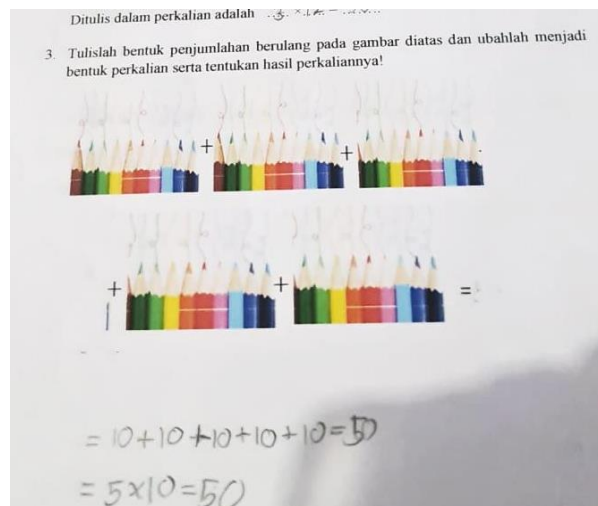 Ditulis dalam perkalian adalah
3. Tulislah bentuk penjumlahan berulang pada gambar diatas dan ubahlah menjadi
bentuk perkalian serta tentukan hasil perkaliannya!
+ +
+ + =
= 10+10+10+10+10=50
= 5x10=50